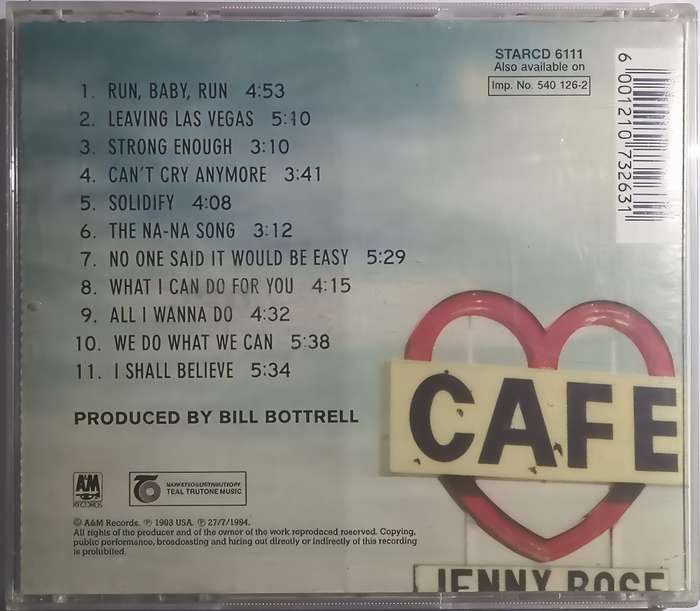 STARCD 6111
Also available on
Imp. No. 540 126-2
6 001210 732631
1. RUN, BABY, RUN 4:53
2. LEAVING LAS VEGAS 5:10
3. STRONG ENOUGH 3:10
4. CAN'T CRY ANYMORE 3:41
5. SOLIDIFY 4:08
6. THE NA-NA SONG 3:12
7. NO ONE SAID IT WOULD BE EASY 5:29
8. WHAT I CAN DO FOR YOU 4:15
9. ALL I WANNA DO 4:32
10. WE DO WHAT WE CAN 5:38
11. I SHALL BELIEVE 5:34
PRODUCED BY BILL BOTTRELL
CAFE
A&M
RECORDS
TEAL TRUTONE MUSIC
© A&M Records. ℗ 1993 USA. ℗ 27/7/1994.
All rights of the producer and of the owner of the work reproduced reserved. Copying,
public performance, broadcasting and hiring out directly or indirectly of this recording
is prohibited.
JENNY ROSE